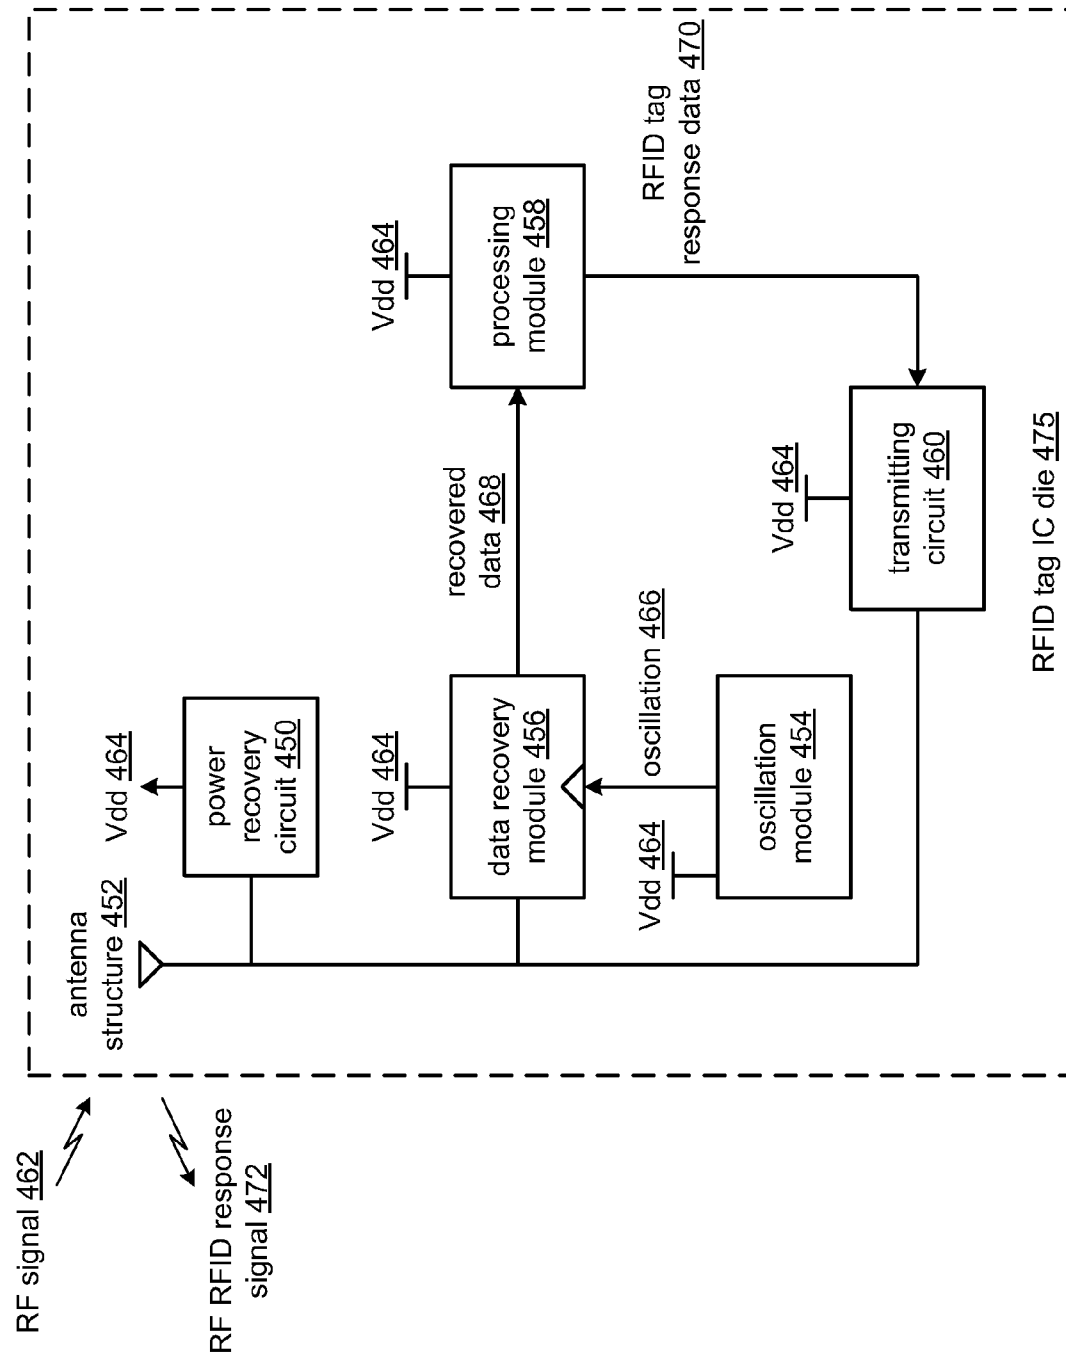 RF signal 462
RF RFID response
signal 472
antenna
structure 452
Vdd 464
power
recovery
circuit 450
Vdd 464
data recovery
module 456
recovered
data 468
Vdd 464
processing
module 458
oscillation 466
Vdd 464
oscillation
module 454
RFID tag
response data 470
Vdd 464
transmitting
circuit 460
RFID tag IC die 475